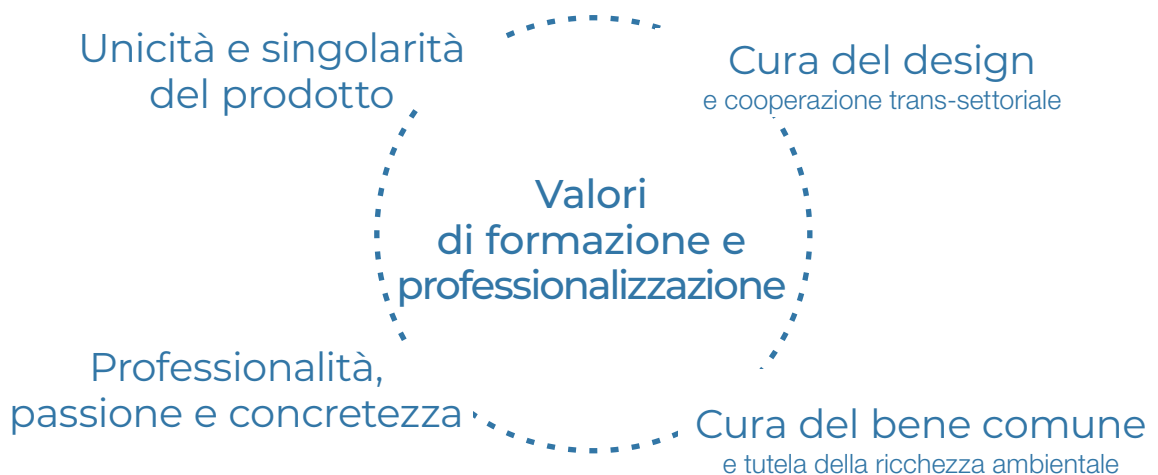 Unicità e singolarità
del prodotto
Cura del design
e cooperazione trans-settoriale
Valori
di formazione e
professionalizzazione
Professionalità,
passione e concretezza
Cura del bene comune
e tutela della ricchezza ambientale